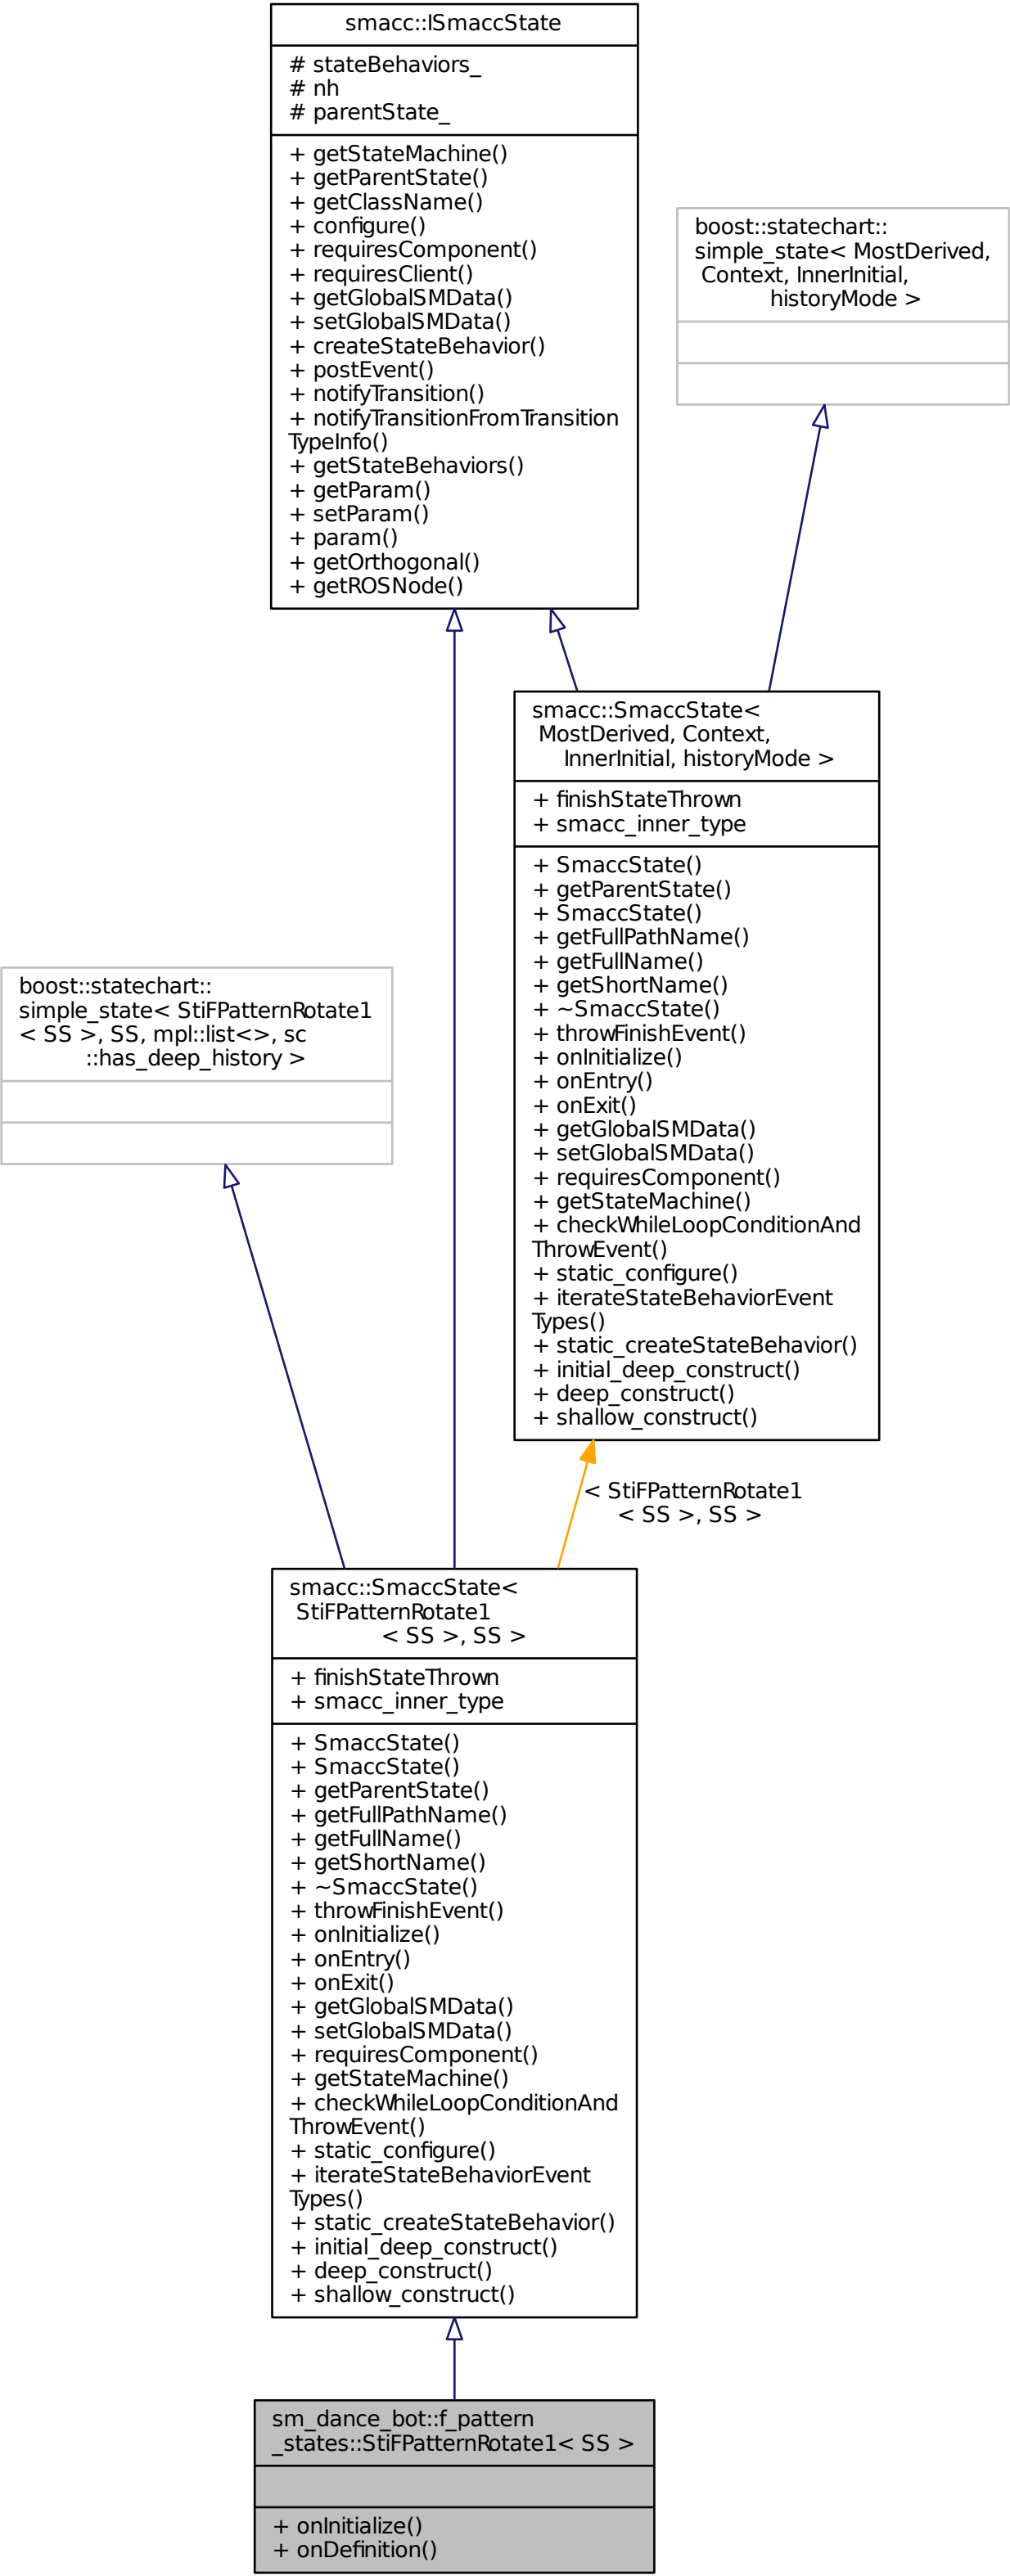 smacc::ISmaccState
# stateBehaviors_
# nh
# parentState_
+ getStateMachine()
+ getParentState()
+ getClassName()
+ configure()
+ requiresComponent()
+ requiresClient()
+ getGlobalSMData()
+ setGlobalSMData()
+ createStateBehavior()
+ postEvent()
+ notifyTransition()
+ notifyTransitionFromTransition
TypeInfo()
+ getStateBehaviors()
+ getParam()
+ setParam()
+ param()
+ getOrthogonal()
+ getROSNode()
boost::statechart::
simple_state< MostDerived,
Context, InnerInitial,
historyMode >
smacc::SmaccState<
MostDerived, Context,
InnerInitial, historyMode >
+ finishStateThrown
+ smacc_inner_type
+ SmaccState()
+ getParentState()
+ SmaccState()
+ getFullPathName()
+ getFullName()
+ getShortName()
+ ~SmaccState()
+ throwFinishEvent()
+ onInitialize()
+ onEntry()
+ onExit()
+ getGlobalSMData()
+ setGlobalSMData()
+ requiresComponent()
+ getStateMachine()
+ checkWhileLoopConditionAnd
ThrowEvent()
+ static_configure()
+ iterateStateBehaviorEvent
Types()
+ static_createStateBehavior()
+ initial_deep_construct()
+ deep_construct()
+ shallow_construct()
boost::statechart::
simple_state< StiFPatternRotate1
< SS >, SS, mpl::list<>, sc
::has_deep_history >
< StiFPatternRotate1
< SS >, SS >
smacc::SmaccState<
StiFPatternRotate1
< SS >, SS >
+ finishStateThrown
+ smacc_inner_type
+ SmaccState()
+ SmaccState()
+ getParentState()
+ getFullPathName()
+ getFullName()
+ getShortName()
+ ~SmaccState()
+ throwFinishEvent()
+ onInitialize()
+ onEntry()
+ onExit()
+ getGlobalSMData()
+ setGlobalSMData()
+ requiresComponent()
+ getStateMachine()
+ checkWhileLoopConditionAnd
ThrowEvent()
+ static_configure()
+ iterateStateBehaviorEvent
Types()
+ static_createStateBehavior()
+ initial_deep_construct()
+ deep_construct()
+ shallow_construct()
sm_dance_bot::f_pattern
_states::StiFPatternRotate1< SS >
+ onInitialize()
+ onDefinition()